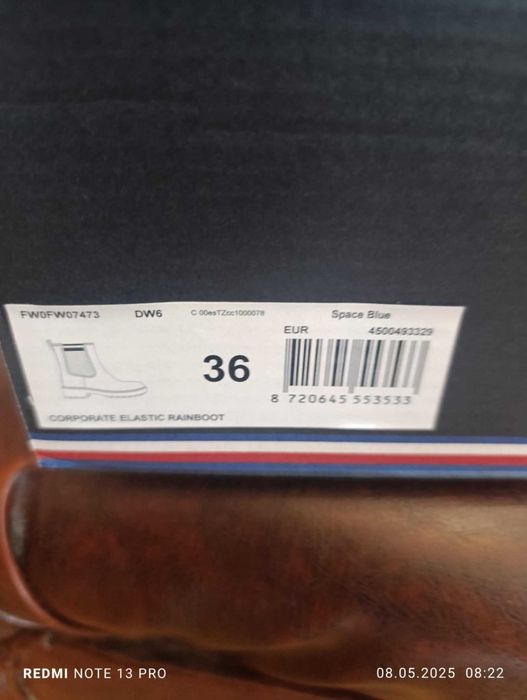 FW0FW07473 DW6 C 00esTZcc1000078 Space Blue
EUR 4500493329
36
8 720645 553533
CORPORATE ELASTIC RAINBOOT
REDMI NOTE 13 PRO 08.05.2025 08:22